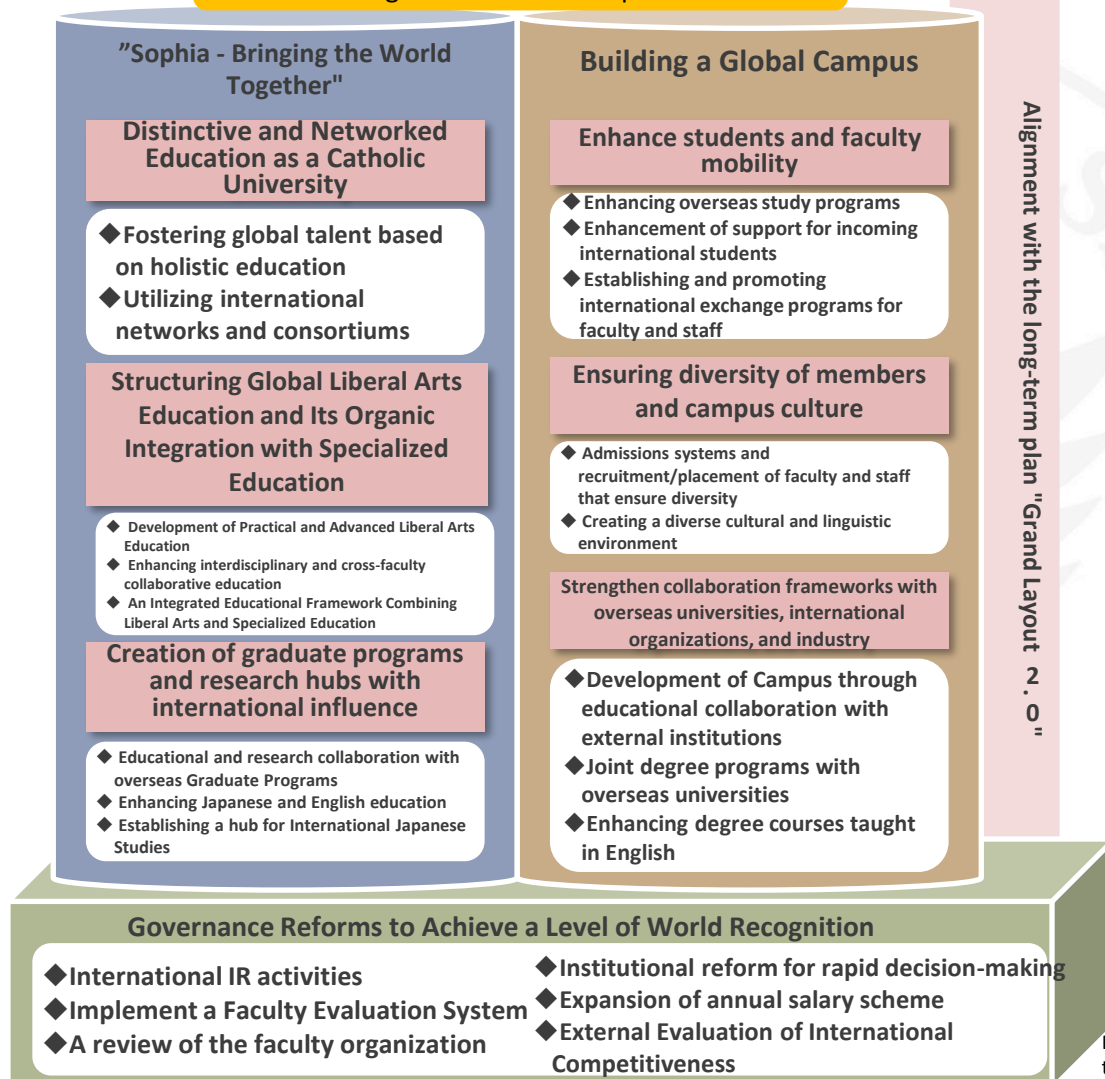 ”Sophia - Bringing the World
Together"
Distinctive and Networked
Education as a Catholic
University
◆Fostering global talent based
on holistic education
◆Utilizing international
networks and consortiums
Structuring Global Liberal Arts
Education and Its Organic
Integration with Specialized
Education
◆ Development of Practical and Advanced Liberal Arts
Education
◆ Enhancing interdisciplinary and cross-faculty
collaborative education
◆ An Integrated Educational Framework Combining
Liberal Arts and Specialized Education
Creation of graduate programs
and research hubs with
international influence
◆ Educational and research collaboration with
overseas Graduate Programs
◆ Enhancing Japanese and English education
◆ Establishing a hub for International Japanese
Studies
Building a Global Campus
Enhance students and faculty
mobility
◆ Enhancing overseas study programs
◆ Enhancement of support for incoming
international students
◆ Establishing and promoting
international exchange programs for
faculty and staff
Ensuring diversity of members
and campus culture
◆ Admissions systems and
recruitment/placement of faculty and staff
that ensure diversity
◆ Creating a diverse cultural and linguistic
environment
Strengthen collaboration frameworks with
overseas universities, international
organizations, and industry
◆Development of Campus through
educational collaboration with
external institutions
◆Joint degree programs with
overseas universities
◆Enhancing degree courses taught
in English
Alignment with the long-term plan "Grand Layout 2.0"
Governance Reforms to Achieve a Level of World Recognition
◆International IR activities
◆Implement a Faculty Evaluation System
◆A review of the faculty organization
◆Institutional reform for rapid decision-making
◆Expansion of annual salary scheme
◆External Evaluation of International
Competitiveness